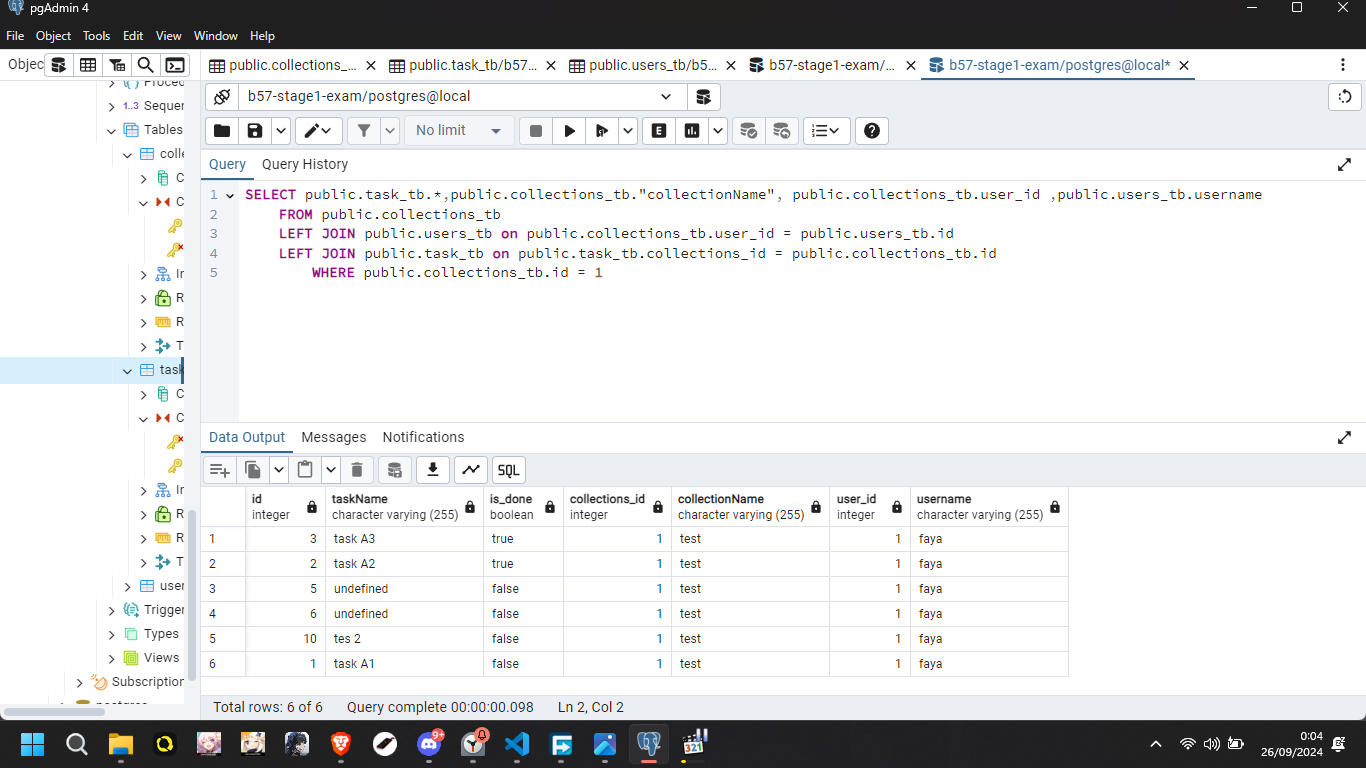 pgAdmin 4
File Object Tools Edit View Window Help
Objec
public.collections_... public.task_tb/b57... public.users_tb/b5... b57-stage1-exam/... b57-stage1-exam/postgres@local*
b57-stage1-exam/postgres@local
No limit
Query Query History
1 SELECT public.task_tb.*,public.collections_tb."collectionName", public.collections_tb.user_id ,public.users_tb.username
2 FROM public.collections_tb
3 LEFT JOIN public.users_tb on public.collections_tb.user_id = public.users_tb.id
4 LEFT JOIN public.task_tb on public.task_tb.collections_id = public.collections_tb.id
5 WHERE public.collections_tb.id = 1
Proced
1..3 Sequer
Tables
colle
C
C
In
R
R
T
task
C
C
In
R
R
T
user
Trigger
Types
Views
Subscription
Data Output Messages Notifications
SQL
id taskName is_done collections_id collectionName user_id username
integer character varying (255) boolean integer character varying (255) integer character varying (255)
1 3 task A3 true 1 test 1 faya
2 2 task A2 true 1 test 1 faya
3 5 undefined false 1 test 1 faya
4 6 undefined false 1 test 1 faya
5 10 tes 2 false 1 test 1 faya
6 1 task A1 false 1 test 1 faya
Total rows: 6 of 6 Query complete 00:00:00.098 Ln 2, Col 2
9+
321
0:04
26/09/2024